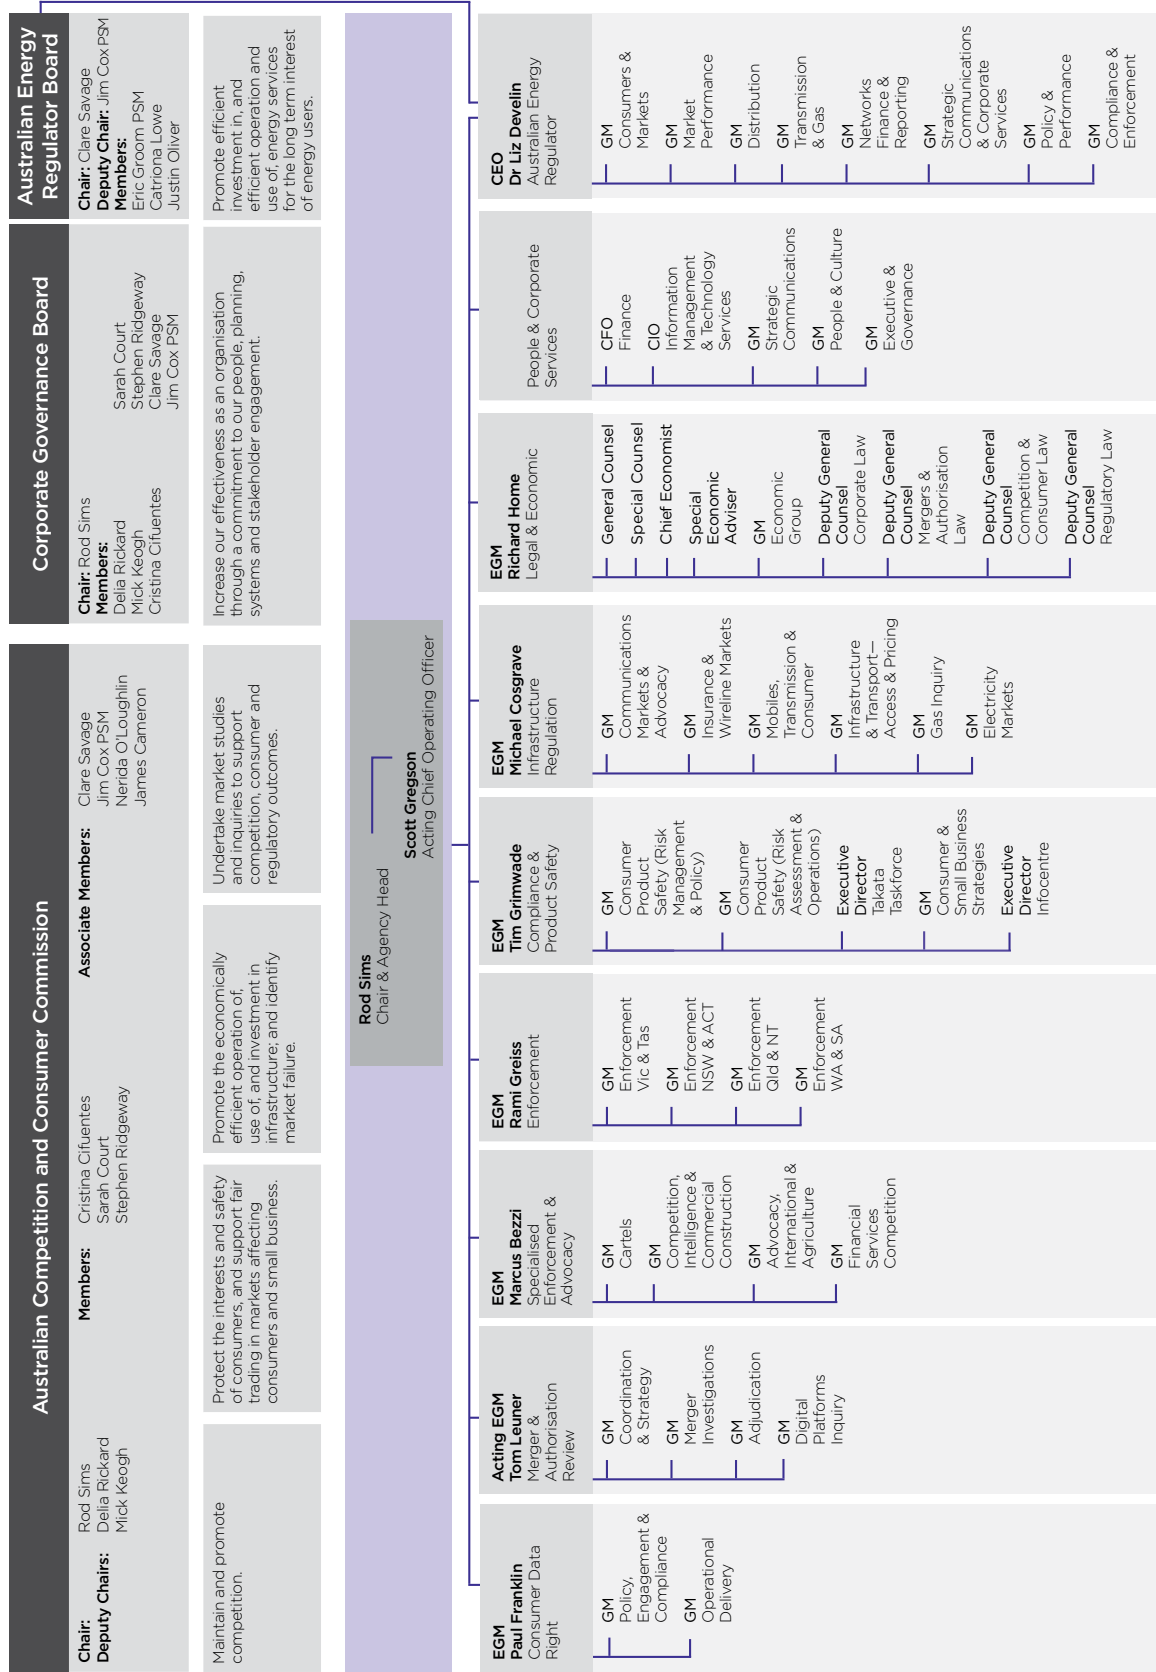 Australian Competition and Consumer Commission
Chair:
Rod Sims
Deputy Chairs:
Delia Rickard
Mick Keogh
Members:
Cristina Cifuentes
Sarah Court
Stephen Ridgeway
Associate Members:
Clare Savage
Jim Cox PSM
Nerida O'Loughlin
James Cameron
Corporate Governance Board
Chair: Rod Sims
Members:
Delia Rickard
Mick Keogh
Cristina Cifuentes
Sarah Court
Stephen Ridgeway
Clare Savage
Jim Cox PSM
Australian Energy
Regulator Board
Chair: Clare Savage
Deputy Chair: Jim Cox PSM
Members:
Eric Groom PSM
Catriona Lowe
Justin Oliver
Maintain and promote
competition.
Protect the interests and safety
of consumers, and support fair
trading in markets affecting
consumers and small business.
Promote the economically
efficient operation of,
use of, and investment in
infrastructure; and identify
market failure.
Undertake market studies
and inquiries to support
competition, consumer and
regulatory outcomes.
Increase our effectiveness as an organisation
through a commitment to our people, planning,
systems and stakeholder engagement.
Promote efficient
investment in, and
efficient operation and
use of, energy services
for the long term interest
of energy users.
Rod Sims
Chair & Agency Head
Scott Gregson
Acting Chief Operating Officer
EGM
Paul Franklin
Consumer Data
Right
GM
Policy,
Engagement &
Compliance
GM
Operational
Delivery
Acting EGM
Tom Leuner
Merger &
Authorisation
Review
GM
Coordination
& Strategy
GM
Merger
Investigations
GM
Adjudication
GM
Digital
Platforms
Inquiry
EGM
Marcus Bezzi
Specialised
Enforcement &
Advocacy
GM
Cartels
GM
Competition,
Intelligence &
Commercial
Construction
GM
Advocacy,
International &
Agriculture
GM
Financial
Services
Competition
EGM
Rami Greiss
Enforcement
GM
Enforcement
Vic & Tas
GM
Enforcement
NSW & ACT
GM
Enforcement
Qld & NT
GM
Enforcement
WA & SA
EGM
Tim Grimwade
Compliance &
Product Safety
GM
Consumer
Product
Safety (Risk
Management
& Policy)
GM
Consumer
Product
Safety (Risk
Assessment &
Operations)
Executive
Director
Takata
Taskforce
GM
Consumer &
Small Business
Strategies
Executive
Director
Infocentre
EGM
Michael Cosgrave
Infrastructure
Regulation
GM
Communications
Markets &
Advocacy
GM
Insurance &
Wireline Markets
GM
Mobiles,
Transmission &
Consumer
GM
Infrastructure
& Transport—
Access & Pricing
GM
Gas Inquiry
GM
Electricity
Markets
EGM
Richard Home
Legal & Economic
General Counsel
Special Counsel
Chief Economist
Special
Economic
Adviser
GM
Economic
Group
Deputy General
Counsel
Corporate Law
Deputy General
Counsel
Mergers &
Authorisation
Law
Deputy General
Counsel
Competition &
Consumer Law
Deputy General
Counsel
Regulatory Law
People & Corporate
Services
CFO
Finance
CIO
Information
Management
& Technology
Services
GM
Strategic
Communications
GM
People & Culture
GM
Executive &
Governance
CEO
Dr Liz Develin
Australian Energy
Regulator
GM
Consumers &
Markets
GM
Market
Performance
GM
Distribution
GM
Transmission
& Gas
GM
Networks
Finance &
Reporting
GM
Strategic
Communications
& Corporate
Services
GM
Policy &
Performance
GM
Compliance &
Enforcement